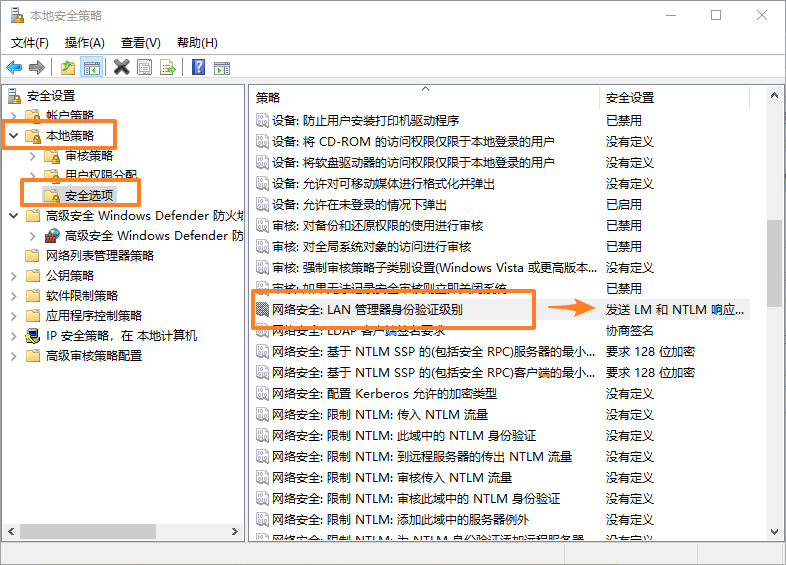 本地安全策略
文件(F) 操作(A) 查看(V) 帮助(H)
安全设置
帐户策略
本地策略
审核策略
用户权限分配
安全选项
高级安全 Windows Defender 防火墙
高级安全 Windows Defender 防
网络列表管理器策略
公钥策略
软件限制策略
应用程序控制策略
IP 安全策略，在 本地计算机
高级审核策略配置
策略 安全设置
设备: 防止用户安装打印机驱动程序 已禁用
设备: 将 CD-ROM 的访问权限仅限于本地登录的用户 没有定义
设备: 将软盘驱动器的访问权限仅限于本地登录的用户 没有定义
设备: 允许对可移动媒体进行格式化并弹出 没有定义
设备: 允许在未登录的情况下弹出 已启用
审核: 对备份和还原权限的使用进行审核 已禁用
审核: 对全局系统对象的访问进行审核 已禁用
审核: 强制审核策略子类别设置(Windows Vista 或更高版本... 没有定义
审核: 如果无法记录安全审核则立即关闭系统 已禁用
网络安全: LAN 管理器身份验证级别 发送 LM 和 NTLM 响应...
网络安全: LDAP 客户端签名要求 协商签名
网络安全: 基于 NTLM SSP 的(包括安全 RPC)服务器的最小... 要求 128 位加密
网络安全: 基于 NTLM SSP 的(包括安全 RPC)客户端的最小... 要求 128 位加密
网络安全: 配置 Kerberos 允许的加密类型 没有定义
网络安全: 限制 NTLM: 传入 NTLM 流量 没有定义
网络安全: 限制 NTLM: 此域中的 NTLM 身份验证 没有定义
网络安全: 限制 NTLM: 到远程服务器的传出 NTLM 流量 没有定义
网络安全: 限制 NTLM: 审核传入 NTLM 流量 没有定义
网络安全: 限制 NTLM: 审核此域中的 NTLM 身份验证 没有定义
网络安全: 限制 NTLM: 添加此域中的服务器例外 没有定义
网络安全: 限制 NTLM: 为 NTLM 身份验证添加远程服务器 没有定义